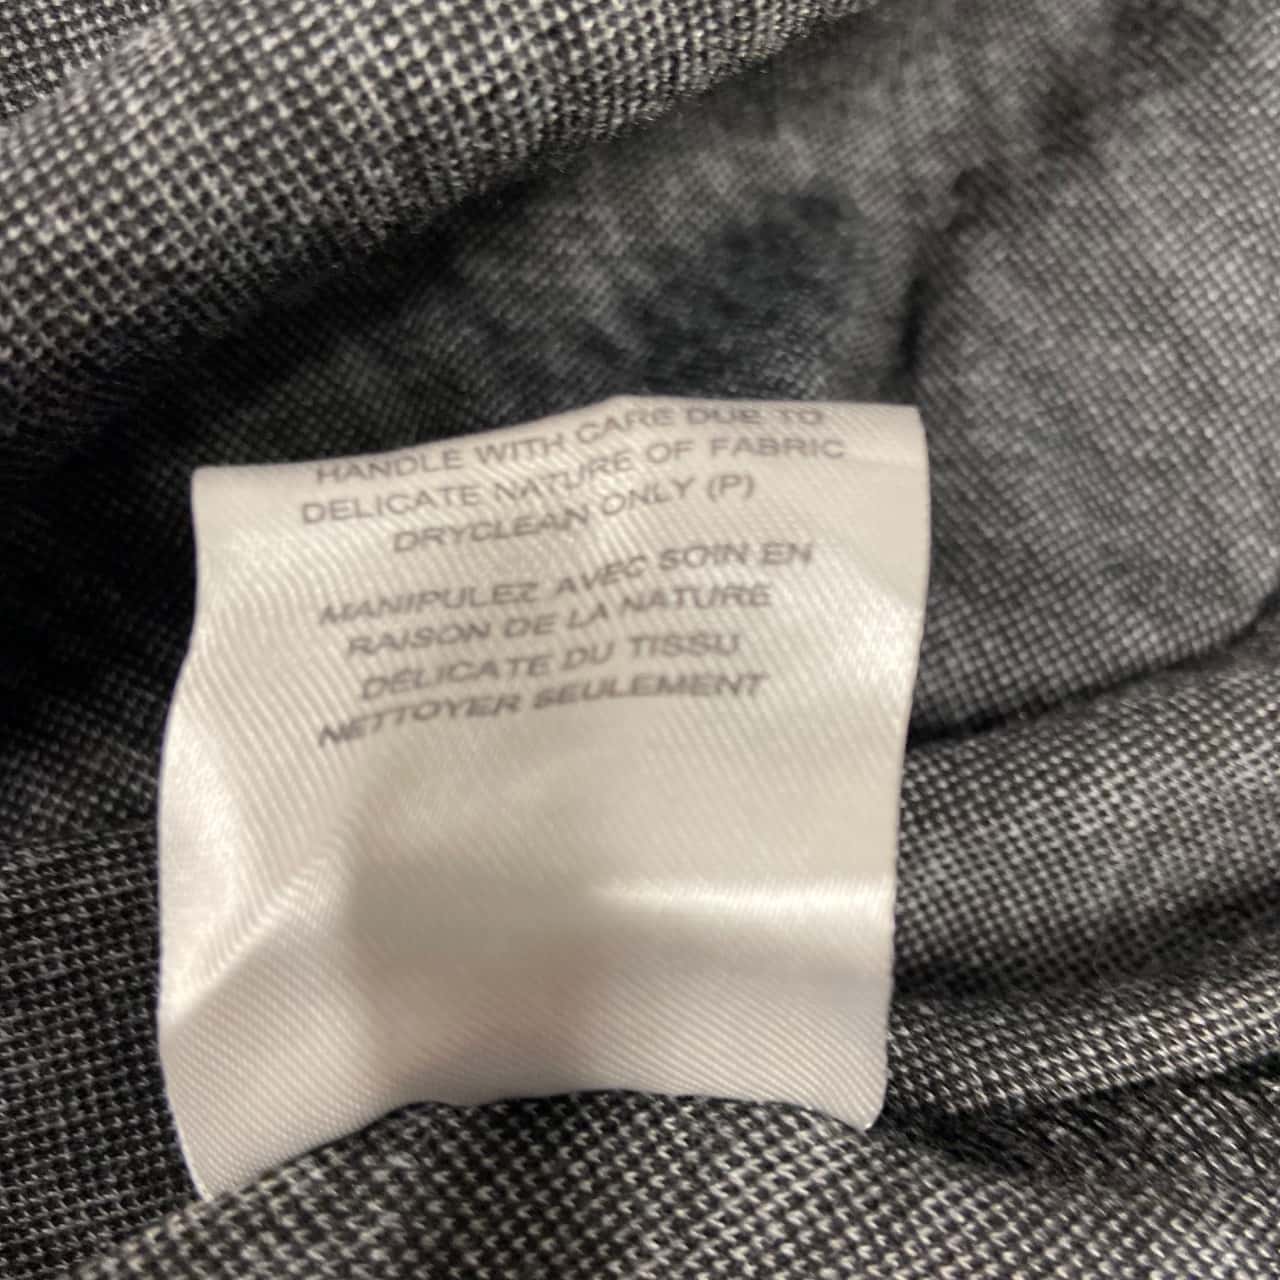 HANDLE WITH CARE DUE TO
DELICATE NATURE OF FABRIC
DRYCLEAN ONLY (P)
MANIPULEZ AVEC SOIN EN
RAISON DE LA NATURE
DÉLICATE DU TISSU
NETTOYER SEULEMENT